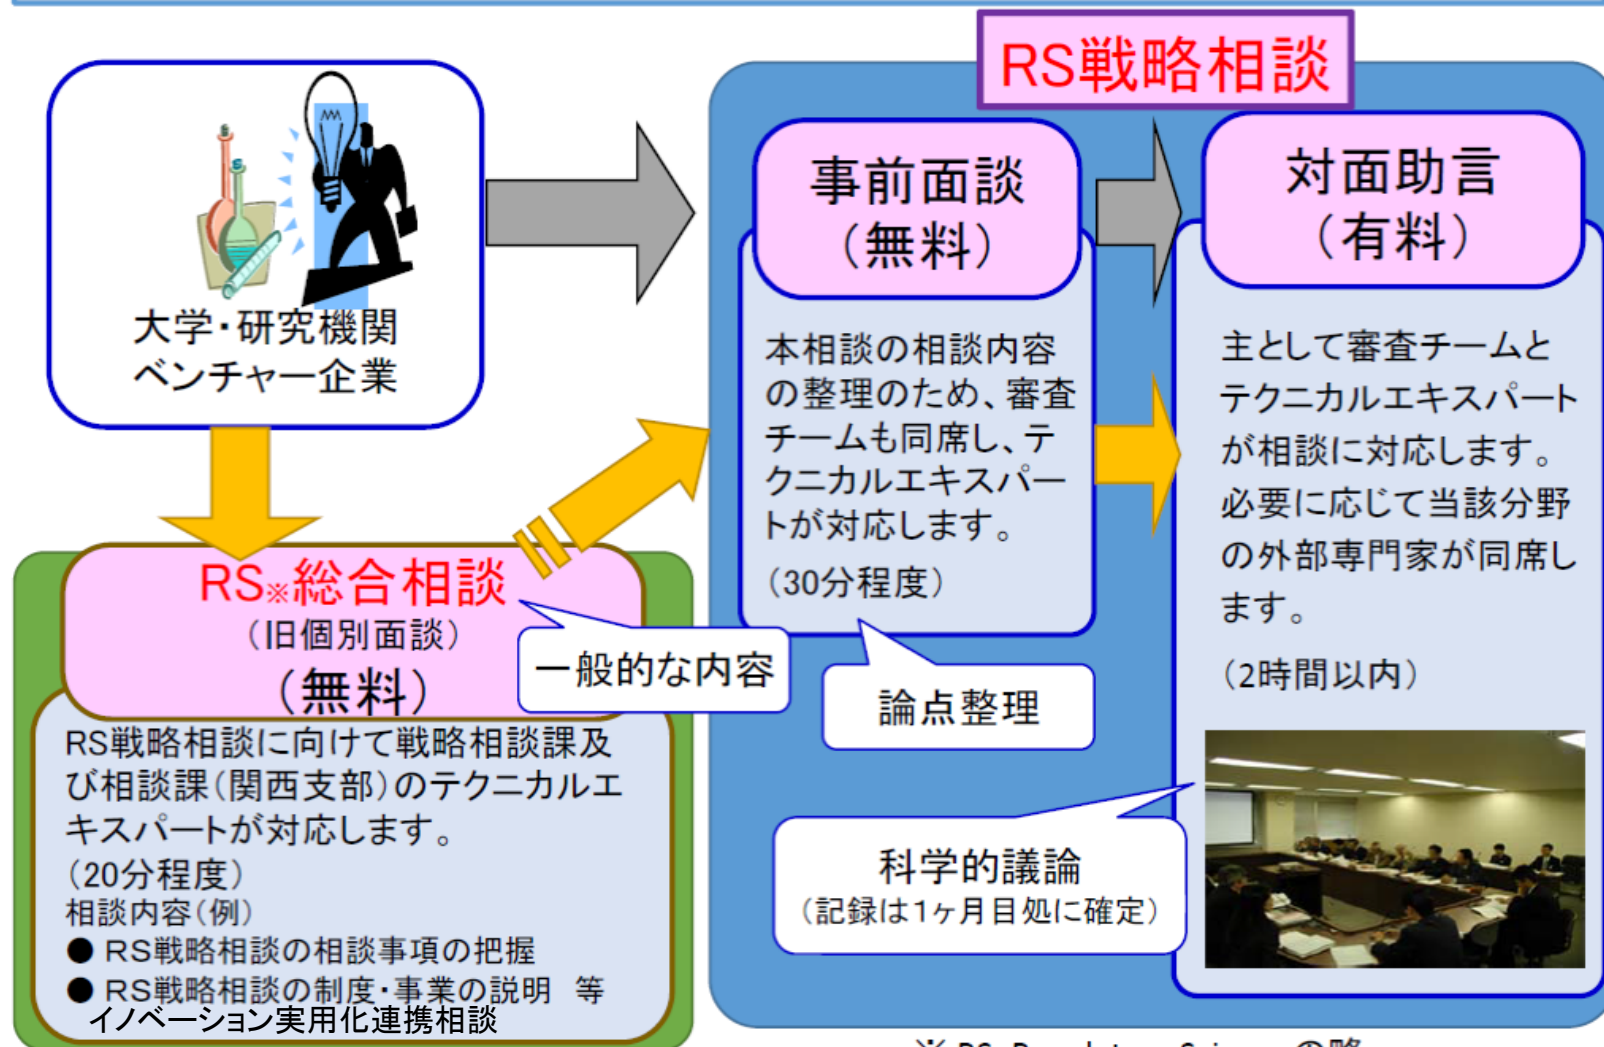 RS戦略相談
大学・研究機関
ベンチャー企業
事前面談
（無料）
本相談の相談内容
の整理のため、審査
チームも同席し、テ
クニカルエキスパー
トが対応します。
（30分程度）
論点整理
対面助言
（有料）
主として審査チームと
テクニカルエキスパート
が相談に対応します。
必要に応じて当該分野
の外部専門家が同席し
ます。
（2時間以内）
科学的議論
（記録は1ヶ月目処に確定）
RS※総合相談
（旧個別面談）
（無料）
一般的な内容
RS戦略相談に向けて戦略相談課及
び相談課（関西支部）のテクニカルエ
キスパートが対応します。
（20分程度）
相談内容（例）
● RS戦略相談の相談事項の把握
● RS戦略相談の制度・事業の説明　等
イノベーション実用化連携相談